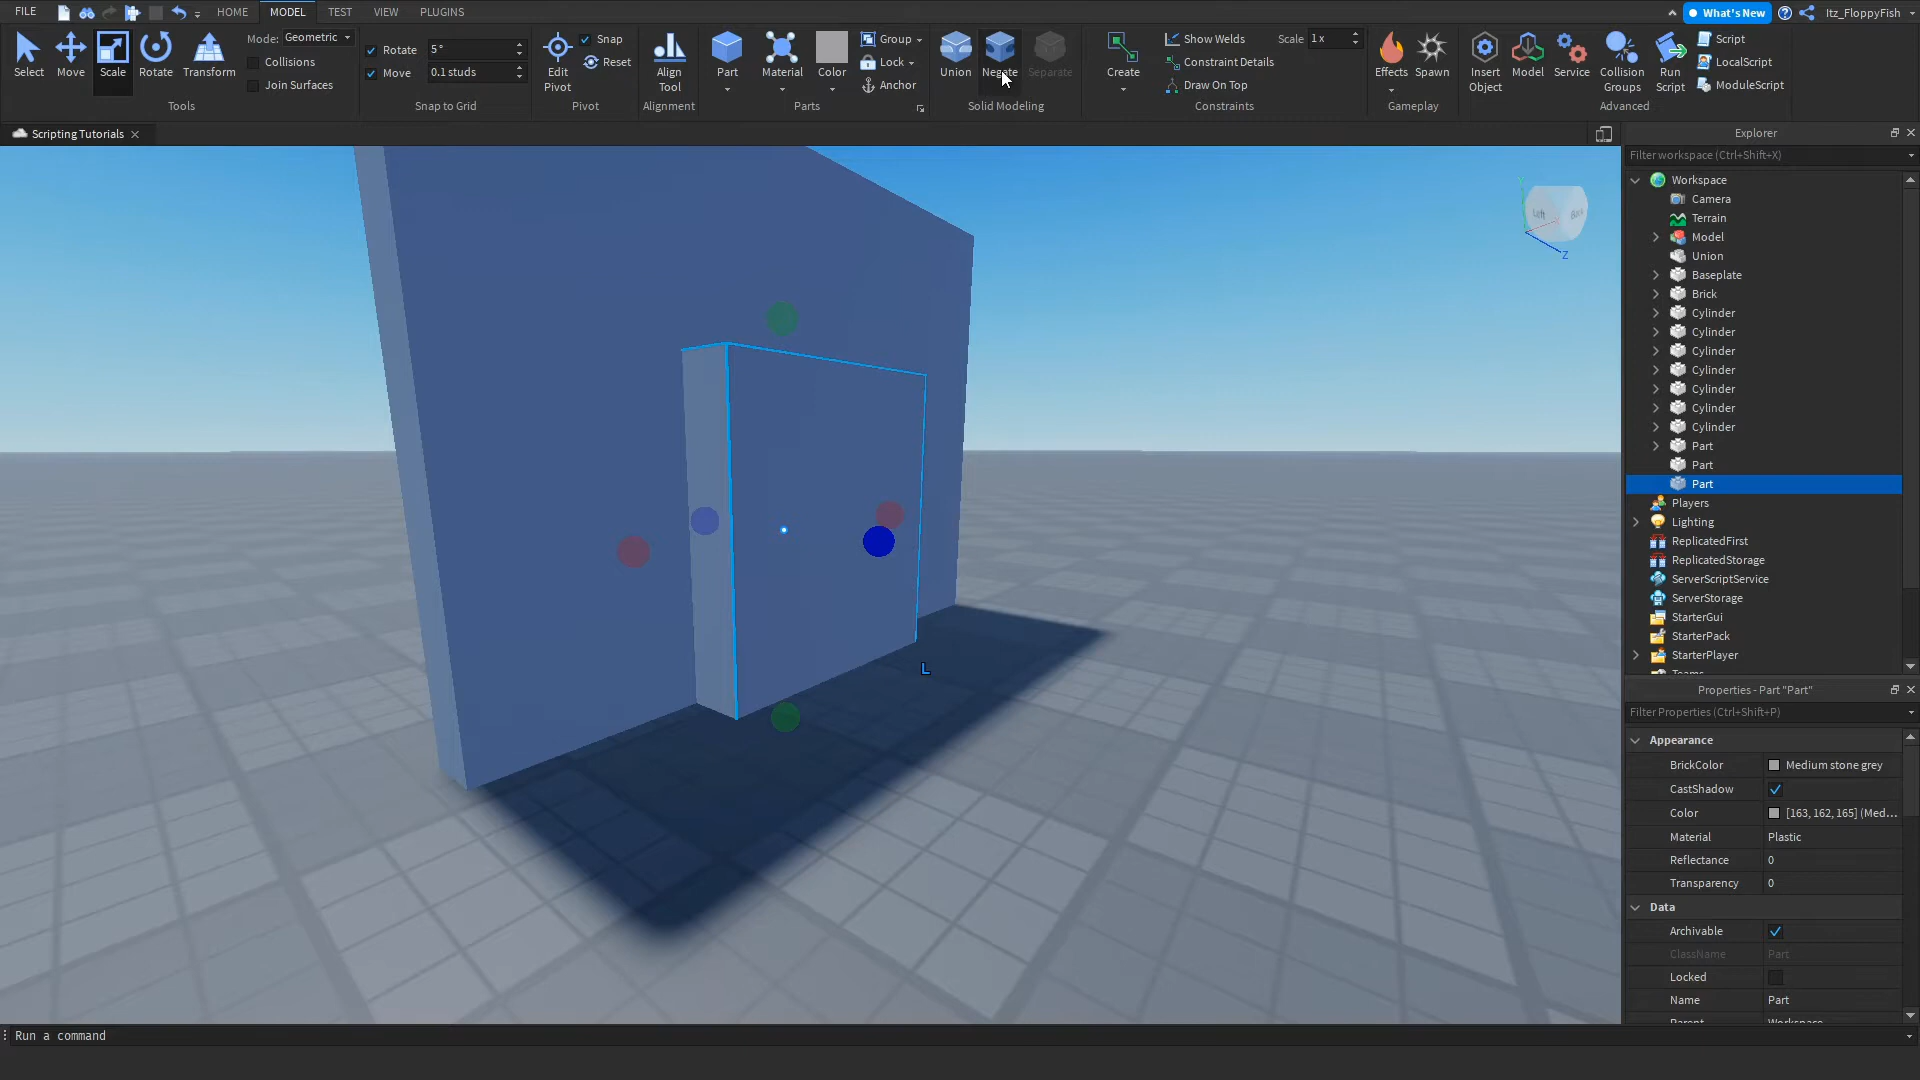 FILE HOME MODEL TEST VIEW PLUGINS What's New Itz_FloppyFish
Select Move Scale Rotate Transform
Mode: Geometric
Collisions
Join Surfaces
Tools
Rotate 5°
Move 0.1 studs
Snap to Grid
Edit Pivot
Snap
Reset
Pivot
Align Tool
Alignment
Part Material Color
Group
Lock
Anchor
Parts
Union Negate Separate
Solid Modeling
Create
Show Welds
Constraint Details
Draw On Top
Scale 1 x
Constraints
Effects Spawn
Gameplay
Insert Object
Model Service
Collision Groups
Run Script
Script
LocalScript
ModuleScript
Advanced
Scripting Tutorials
Left Back
Y
Z
L
Explorer
Filter workspace (Ctrl+Shift+X)
Workspace
Camera
Terrain
Model
Union
Baseplate
Brick
Cylinder
Cylinder
Cylinder
Cylinder
Cylinder
Cylinder
Cylinder
Part
Part
Part
Players
Lighting
ReplicatedFirst
ReplicatedStorage
ServerScriptService
ServerStorage
StarterGui
StarterPack
StarterPlayer
Teams
Properties - Part "Part"
Filter Properties (Ctrl+Shift+P)
Appearance
BrickColor Medium stone grey
CastShadow
Color [163, 162, 165] (Med...
Material Plastic
Reflectance 0
Transparency 0
Data
Archivable
ClassName Part
Locked
Name Part
Parent Workspace
Run a command